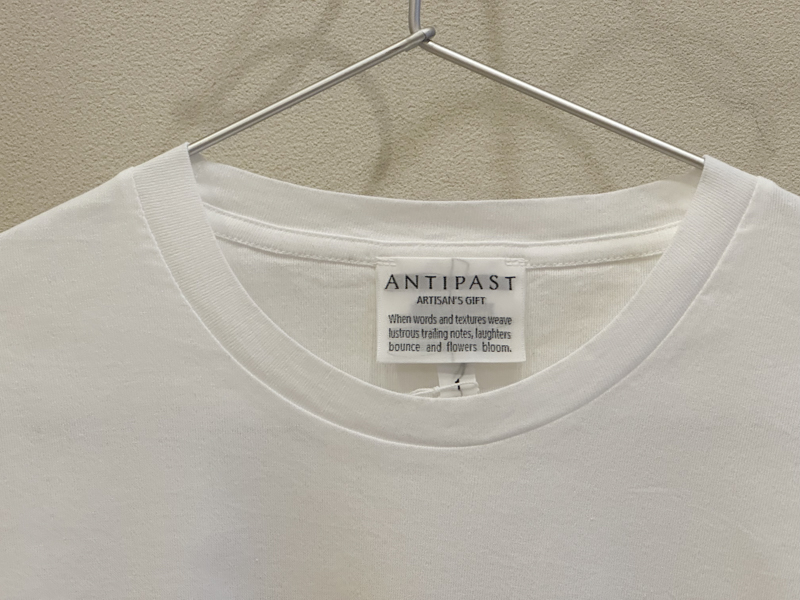 ANTIPAST
ARTISAN'S GIFT
When words and textures weave
lustrous trailing notes, laughters
bounce and flowers bloom.